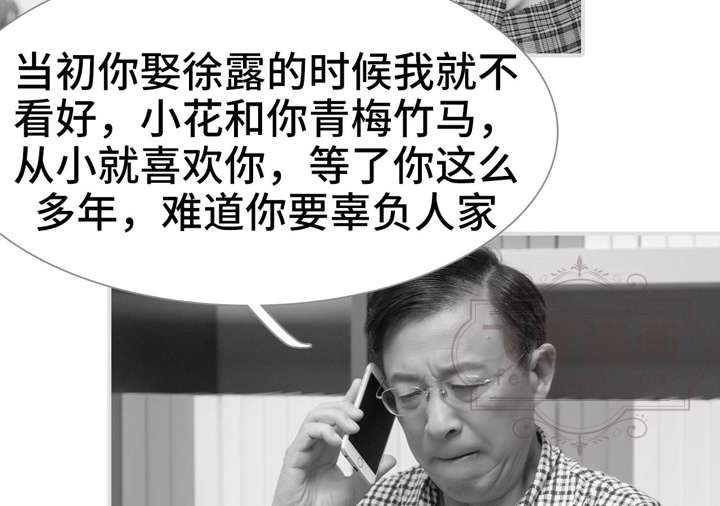 当初你娶徐露的时候我就不
看好，小花和你青梅竹马，
从小就喜欢你，等了你这么
多年，难道你要辜负人家